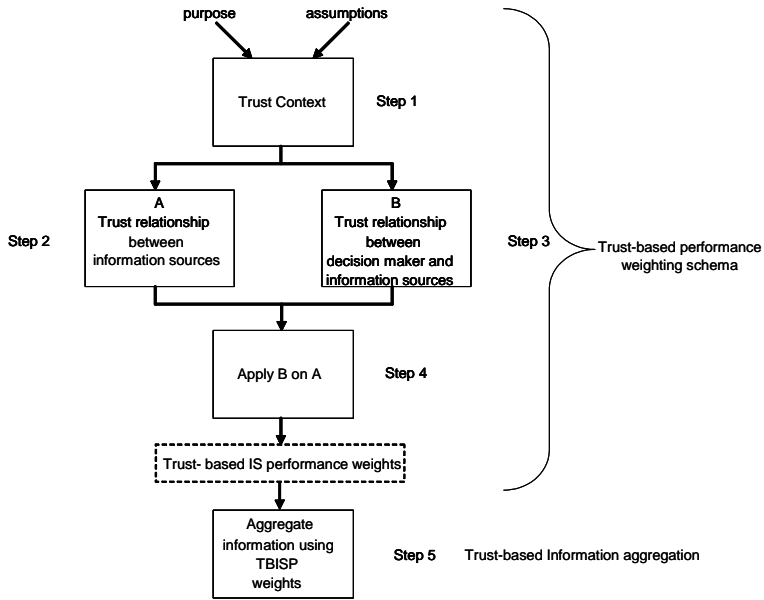 purpose
assumptions
Trust Context
Step 1
Step 2
A
Trust relationship
between
information sources
B
Trust relationship
between
decision maker and
information sources
Step 3
Trust-based performance
weighting schema
Apply B on A
Step 4
Trust- based IS performance weights
Aggregate
information using
TBISP
weights
Step 5
Trust-based Information aggregation